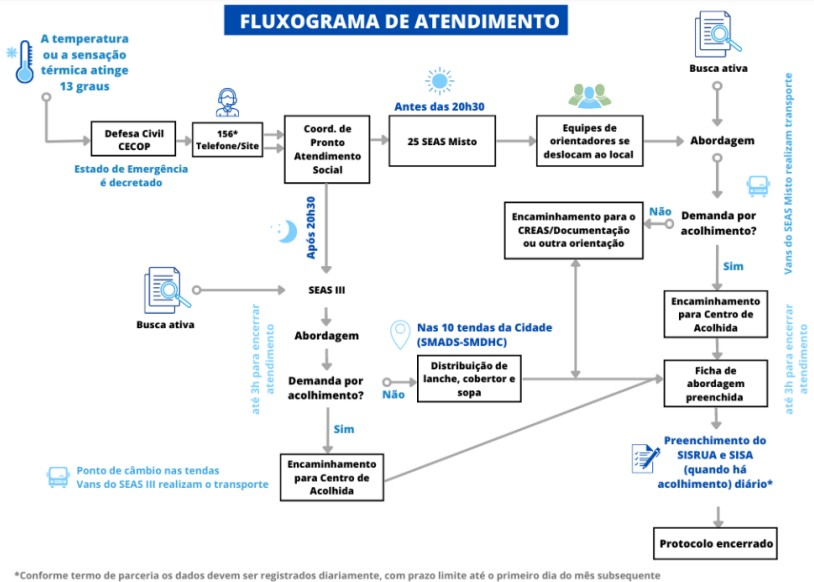 FLUXOGRAMA DE ATENDIMENTO
A temperatura
ou a sensação
térmica atinge
13 graus
Busca ativa
Defesa Civil
CECOP
Estado de Emergência
é decretado
156*
Telefone/Site
Coord. de
Pronto
Atendimento
Social
Antes das 20h30
25 SEAS Misto
Equipes de
orientadores se
deslocam ao local
Abordagem
Vans do SEAS Misto realizam transporte
Após 20h30
Encaminhamento para o
CREAS/Documentação
ou outra orientação
Não
Demanda por
acolhimento?
Sim
Busca ativa
SEAS III
Abordagem
até 3h para encerrar
atendimento
Demanda por
acolhimento?
Não
Nas 10 tendas da Cidade
(SMADS-SMDHC)
Distribuição de
lanche, cobertor e
sopa
Encaminhamento
para Centro de
Acolhida
Ficha de
abordagem
preenchida
até 3h para encerrar
atendimento
Sim
Encaminhamento
para Centro de
Acolhida
Ponto de câmbio nas tendas
Vans do SEAS III realizam o transporte
Preenchimento do
SISRUA e SISA
(quando há
acolhimento) diário*
Protocolo encerrado
*Conforme termo de parceria os dados devem ser registrados diariamente, com prazo limite até o primeiro dia do mês subsequente